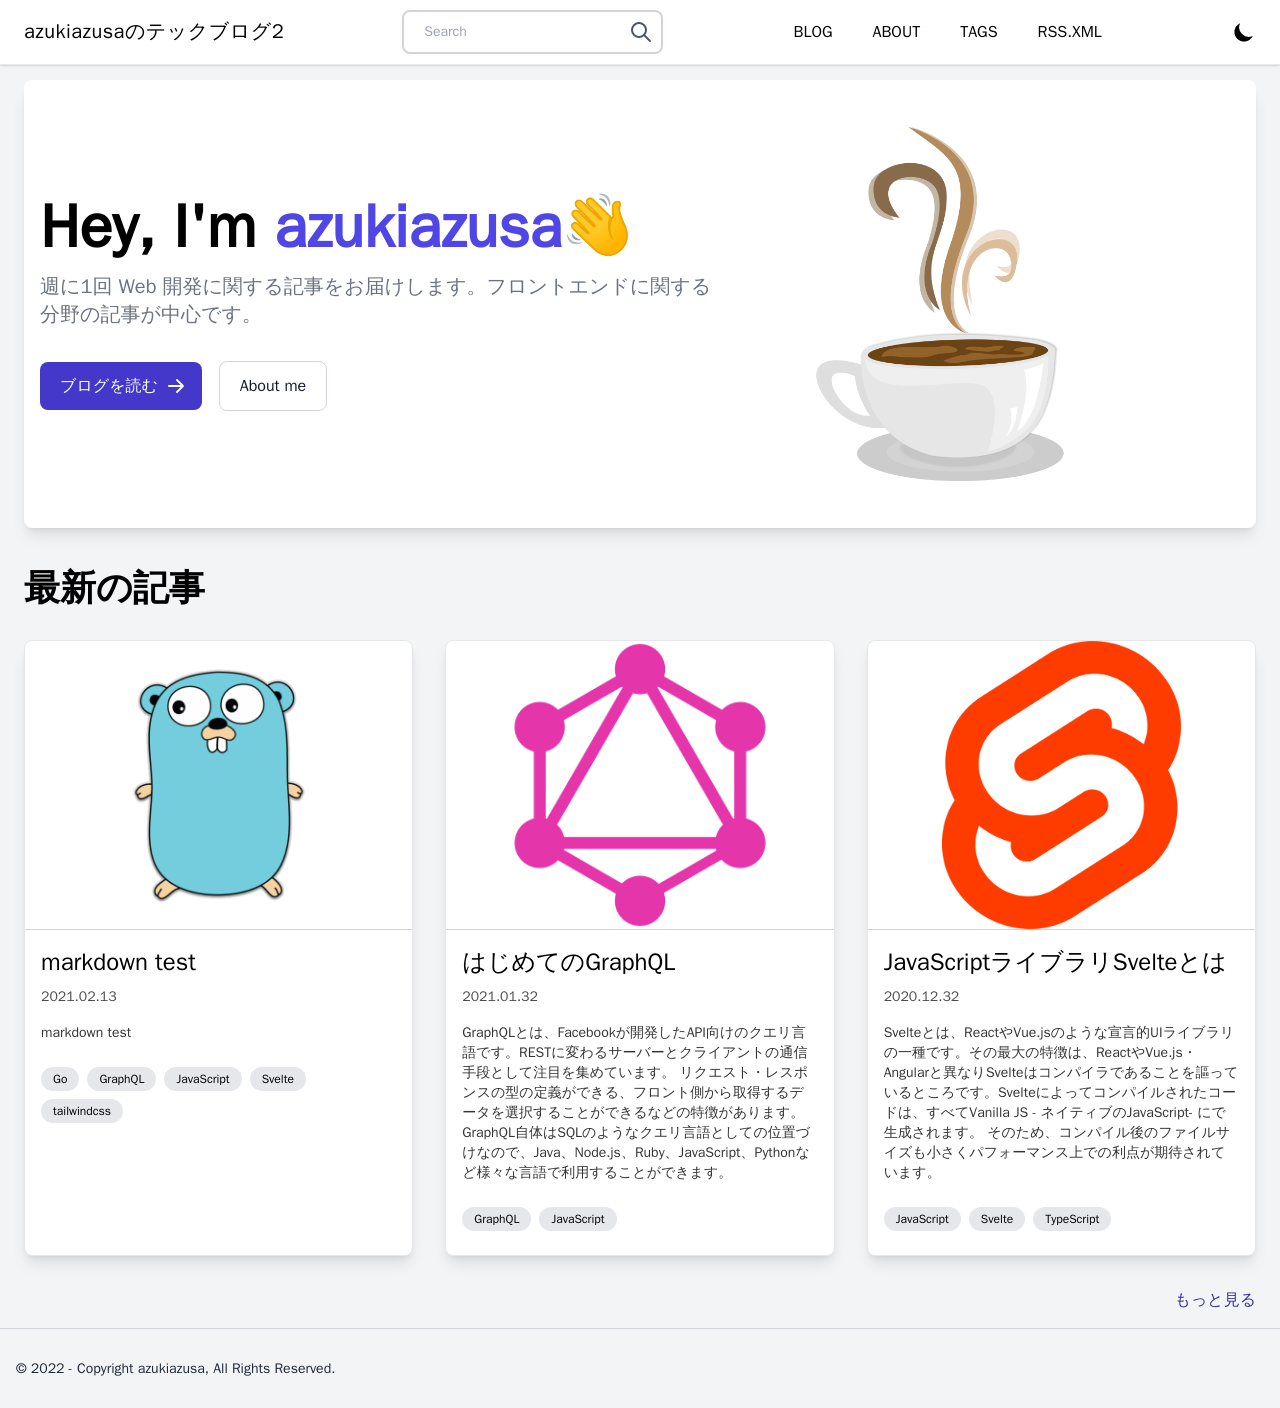 azukiazusaのテックブログ2
Search
BLOG
ABOUT
TAGS
RSS.XML
Hey, I'm azukiazusa👋
週に1回 Web 開発に関する記事をお届けします。フロントエンドに関する
分野の記事が中心です。
ブログを読む
About me
最新の記事
markdown test
2021.02.13
markdown test
Go
GraphQL
JavaScript
Svelte
tailwindcss
はじめてのGraphQL
2021.01.32
GraphQLとは、Facebookが開発したAPI向けのクエリ言
語です。RESTに変わるサーバーとクライアントの通信
手段として注目を集めています。 リクエスト・レスポ
ンスの型の定義ができる、フロント側から取得するデ
ータを選択することができるなどの特徴があります。
GraphQL自体はSQLのようなクエリ言語としての位置づ
けなので、Java、Node.js、Ruby、JavaScript、Pythonな
ど様々な言語で利用することができます。
GraphQL
JavaScript
JavaScriptライブラリSvelteとは
2020.12.32
Svelteとは、ReactやVue.jsのような宣言的UIライブラリ
の一種です。その最大の特徴は、ReactやVue.js・
Angularと異なりSvelteはコンパイラであることを謳って
いるところです。Svelteによってコンパイルされたコー
ドは、すべてVanilla JS - ネイティブのJavaScript- にで
生成されます。 そのため、コンパイル後のファイルサ
イズも小さくパフォーマンス上での利点が期待されて
います。
JavaScript
Svelte
TypeScript
もっと見る
© 2022 - Copyright azukiazusa, All Rights Reserved.